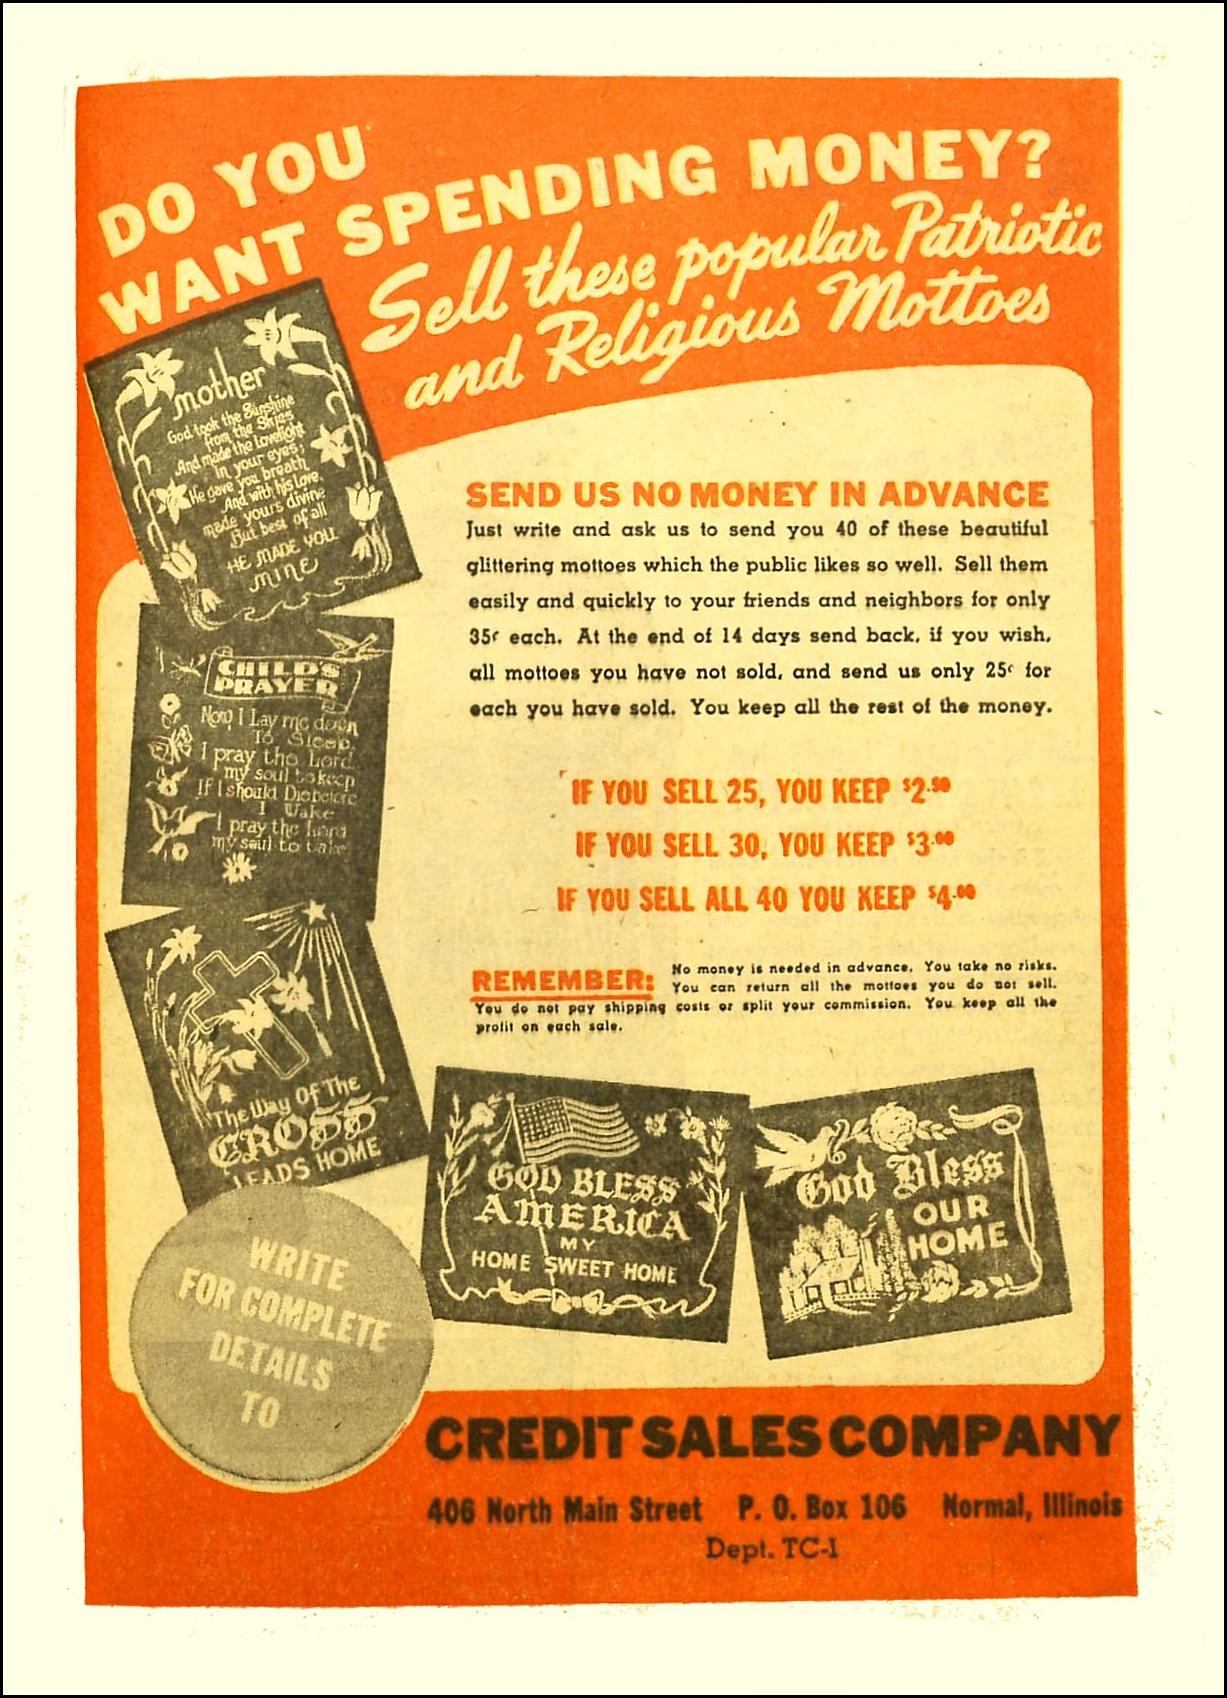 DO YOU
WANT SPENDING MONEY?
Sell these popular Patriotic
and Religious Mottoes
mother
God took the Sunshine
from the Skies
And made the Lovelight
in your eyes;
He gave you breath
And with his love,
made yours divine
But best of all
HE MADE YOU
MINE
SEND US NO MONEY IN ADVANCE
Just write and ask us to send you 40 of these beautiful
glittering mottoes which the public likes so well. Sell them
easily and quickly to your friends and neighbors for only
35c each. At the end of 14 days send back, if you wish,
all mottoes you have not sold, and send us only 25c for
each you have sold. You keep all the rest of the money.
CHILD'S
PRAYER
Now I Lay me down
To Sleep,
I pray the Lord
my soul to keep
If I should Die before
I Wake
I pray the Lord
my soul to take
IF YOU SELL 25, YOU KEEP $2.50
IF YOU SELL 30, YOU KEEP $3.00
IF YOU SELL ALL 40 YOU KEEP $4.00
REMEMBER: No money is needed in advance. You take no risks.
You can return all the mottoes you do not sell.
You do not pay shipping costs or split your commission. You keep all the
profit on each sale.
The Way Of The
CROSS
LEADS HOME
GOD BLESS
AMERICA
MY
HOME SWEET HOME
God Bless
OUR
HOME
WRITE
FOR COMPLETE
DETAILS
TO
CREDIT SALES COMPANY
406 North Main Street P. O. Box 106 Normal, Illinois
Dept. TC-1